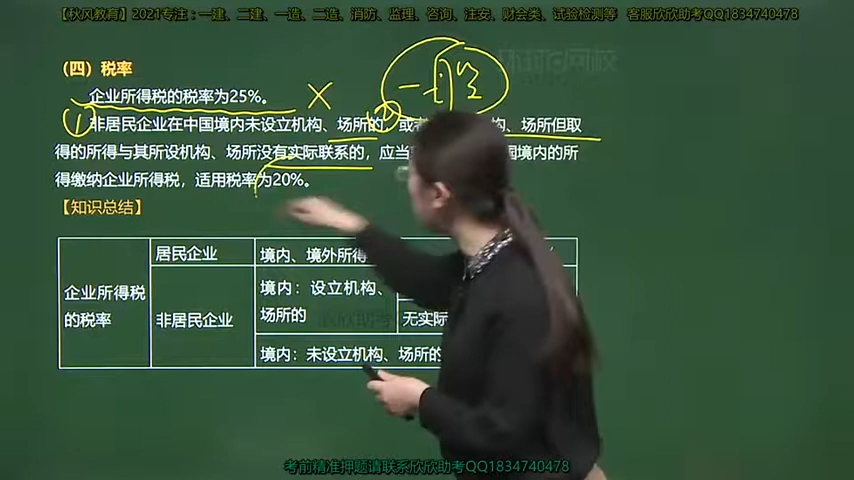 【秋风教育】2021专注：一建、二建、一造、二造、消防、监理、咨询、注安、财会类、试验检测等 客服欣欣助考QQ1834740478
环球网校
（四）税率
企业所得税的税率为25%。
① 非居民企业在中国境内未设立机构、场所的，② 或 构、场所但取
得的所得与其所设机构、场所没有实际联系的，应当 国境内的所
得缴纳企业所得税，适用税率为20%。
【知识总结】
企业所得税的税率
居民企业 境内、境外所得
非居民企业 境内：设立机构、场所的
无实际
境内：未设立机构、场所的
考前精准押题请联系欣欣助考QQ1834740478